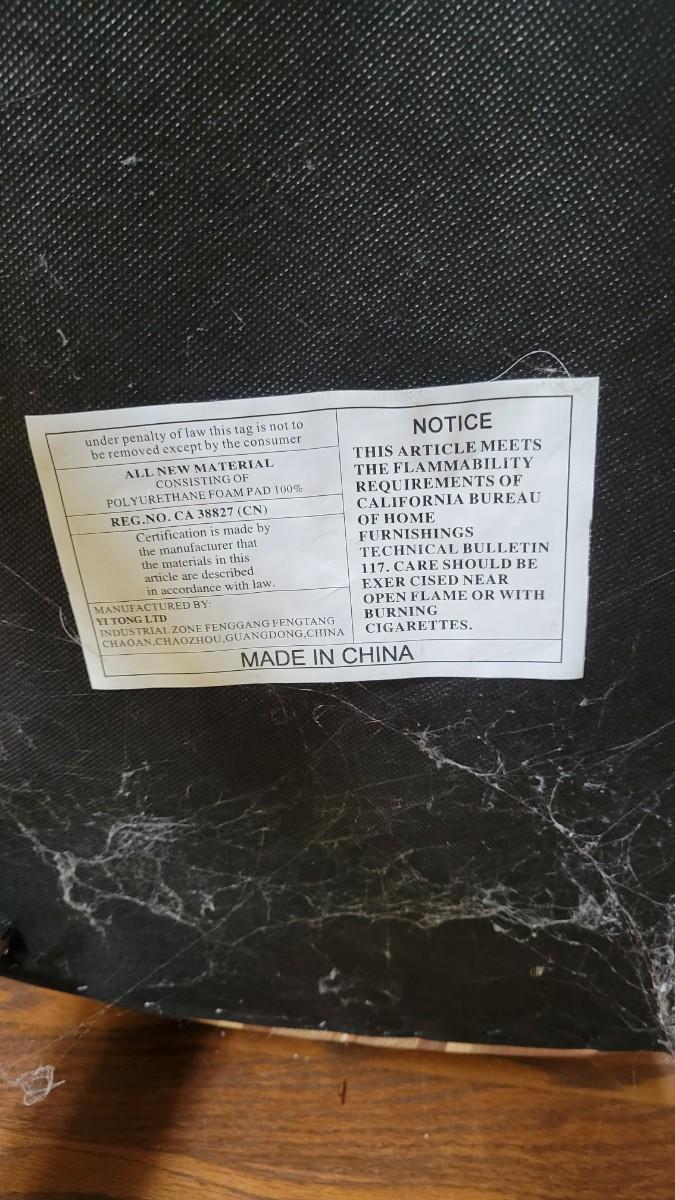 under penalty of law this tag is not to
be removed except by the consumer
ALL NEW MATERIAL
CONSISTING OF
POLYURETHANE FOAM PAD 100%
REG.NO. CA 38827 (CN)
Certification is made by
the manufacturer that
the materials in this
article are described
in accordance with law.
MANUFACTURED BY:
YI TONG LTD
INDUSTRIAL ZONE FENGGANG FENGTANG
CHAOAN,CHAOZHOU,GUANGDONG,CHINA
NOTICE
THIS ARTICLE MEETS
THE FLAMMABILITY
REQUIREMENTS OF
CALIFORNIA BUREAU
OF HOME
FURNISHINGS
TECHNICAL BULLETIN
117. CARE SHOULD BE
EXER CISED NEAR
OPEN FLAME OR WITH
BURNING
CIGARETTES.
MADE IN CHINA